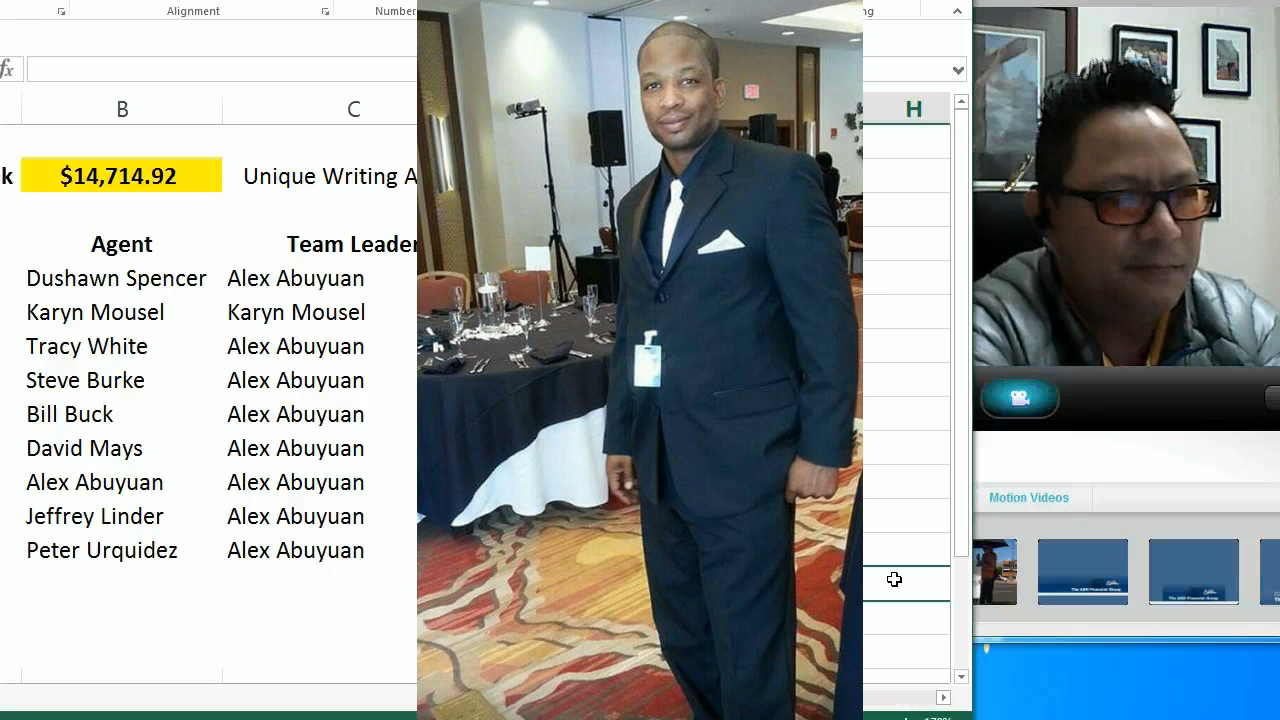 Alignment
Number
fx
B
C
H
k
$14,714.92
Unique Writing A
Agent
Team Leader
Dushawn Spencer
Alex Abuyuan
Karyn Mousel
Karyn Mousel
Tracy White
Alex Abuyuan
Steve Burke
Alex Abuyuan
Bill Buck
Alex Abuyuan
David Mays
Alex Abuyuan
Alex Abuyuan
Alex Abuyuan
Jeffrey Linder
Alex Abuyuan
Peter Urquidez
Alex Abuyuan
Motion Videos